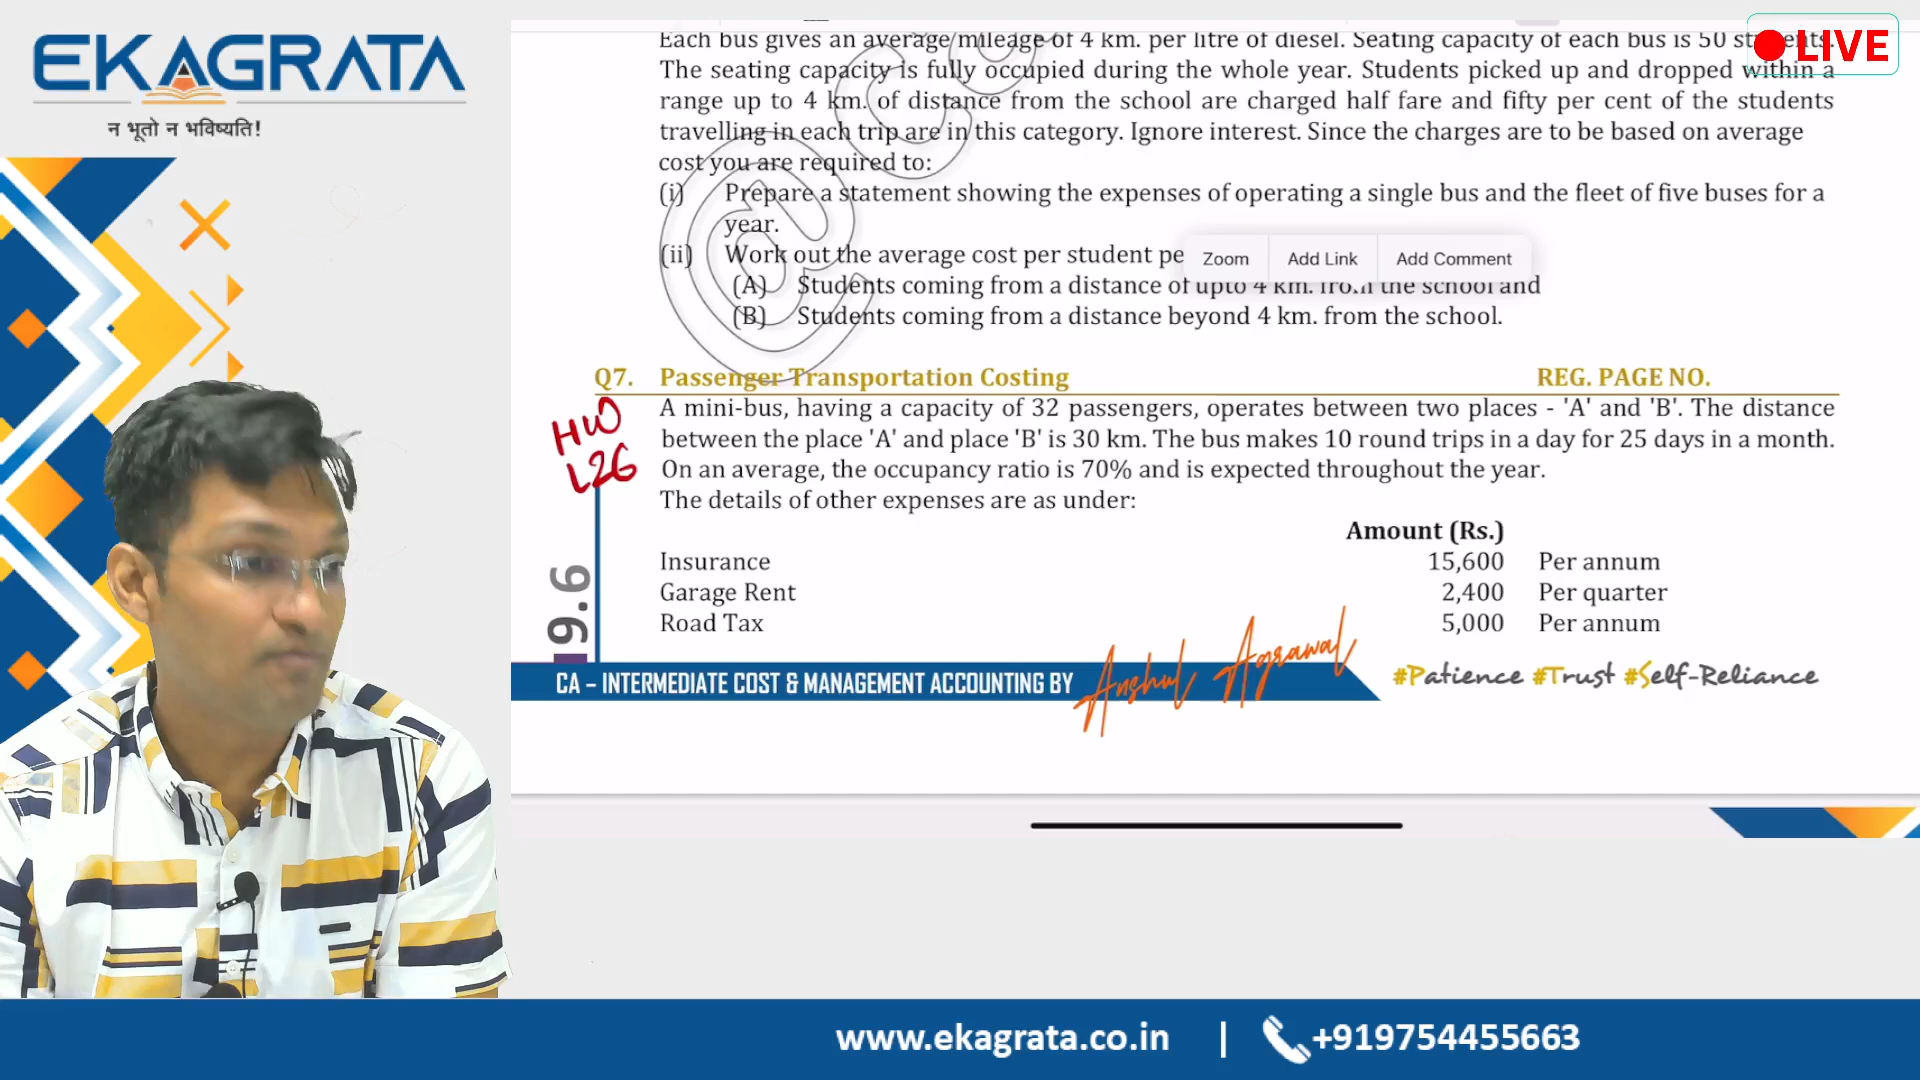 EKAGRATA
न भूतो न भविष्यति!
LIVE
Each bus gives an average mileage of 4 km. per litre of diesel. Seating capacity of each bus is 50 students.
The seating capacity is fully occupied during the whole year. Students picked up and dropped within a
range up to 4 km. of distance from the school are charged half fare and fifty per cent of the students
travelling in each trip are in this category. Ignore interest. Since the charges are to be based on average
cost you are required to:
(i) Prepare a statement showing the expenses of operating a single bus and the fleet of five buses for a
year.
(ii) Work out the average cost per student pe
Zoom Add Link Add Comment
(A) Students coming from a distance of upto 4 km. from the school and
(B) Students coming from a distance beyond 4 km. from the school.
Q7. Passenger Transportation Costing REG. PAGE NO.
HW
L26
A mini-bus, having a capacity of 32 passengers, operates between two places - 'A' and 'B'. The distance
between the place 'A' and place 'B' is 30 km. The bus makes 10 round trips in a day for 25 days in a month.
On an average, the occupancy ratio is 70% and is expected throughout the year.
The details of other expenses are as under:
Amount (Rs.)
Insurance 15,600 Per annum
Garage Rent 2,400 Per quarter
Road Tax 5,000 Per annum
19.6
CA – INTERMEDIATE COST & MANAGEMENT ACCOUNTING BY Anshul Agrawal
#Patience #Trust #Self-Reliance
www.ekagrata.co.in | +919754455663